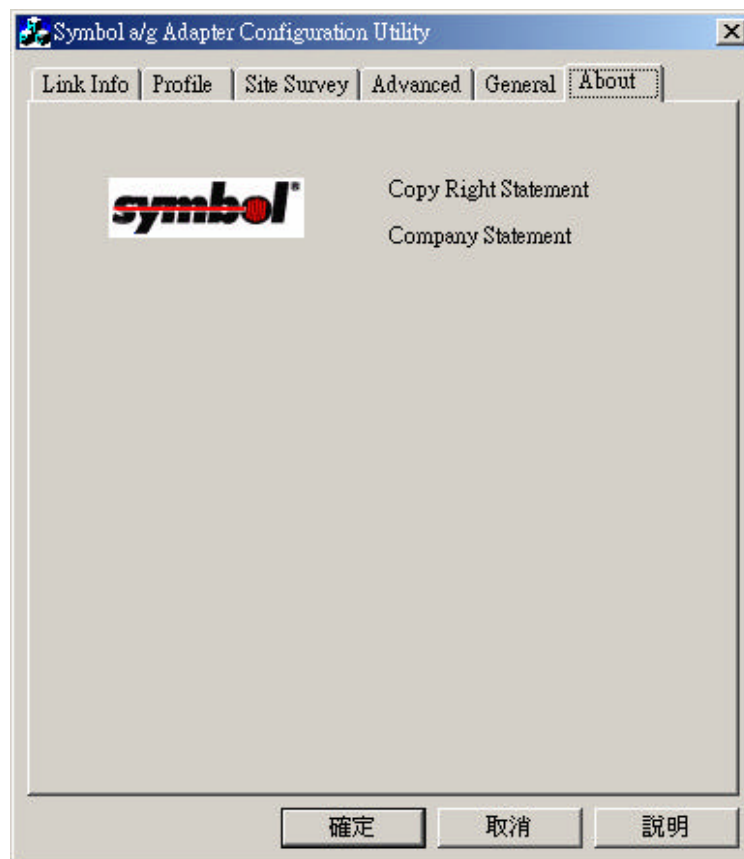 Symbol a/g Adapter Configuration Utility
Link Info Profile Site Survey Advanced General About
symbol®
Copy Right Statement
Company Statement
確定 取消 說明